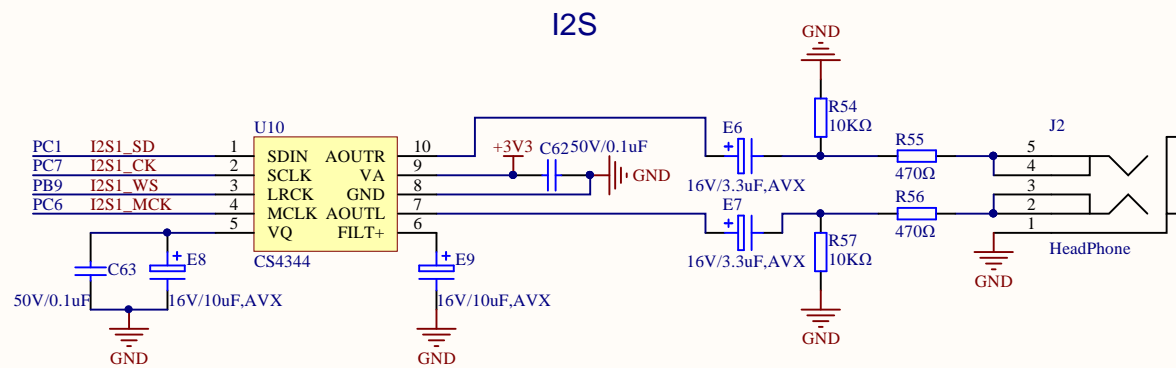 I2S
GND
R54
10KΩ
U10
E6
R55
J2
PC1 I2S1_SD 1 SDIN AOUTR 10
+3V3 C62 50V/0.1uF
5
PC7 I2S1_CK 2 SCLK VA 9
470Ω
4
PB9 I2S1_WS 3 LRCK GND 8
GND
16V/3.3uF,AVX
R56
3
PC6 I2S1_MCK 4 MCLK AOUTL 7
E7
470Ω
2
5 VQ FILT+ 6
R57
10KΩ
1
CS4344
16V/3.3uF,AVX
HeadPhone
C63
E8
E9
50V/0.1uF
16V/10uF,AVX
16V/10uF,AVX
GND
GND
GND
GND